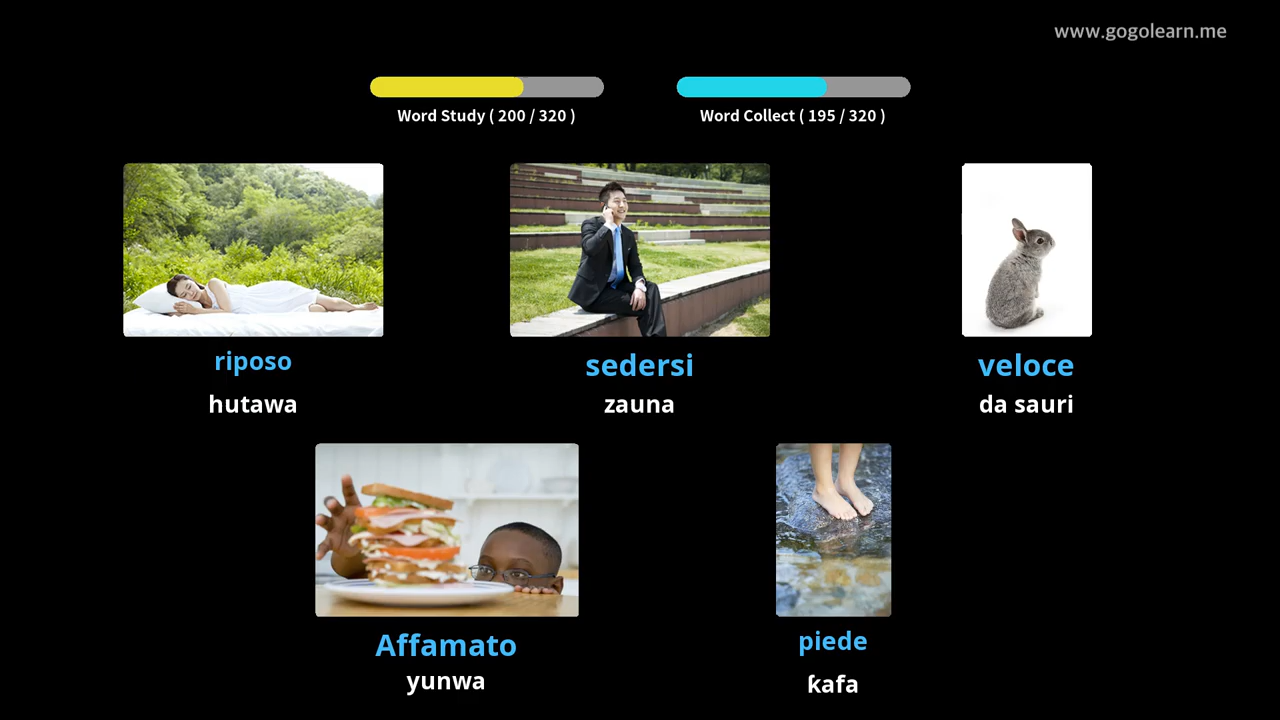 www.gogolearn.me
Word Study ( 200 / 320 )
Word Collect ( 195 / 320 )
riposo
hutawa
sedersi
zauna
veloce
da sauri
Affamato
yunwa
piede
ƙafa